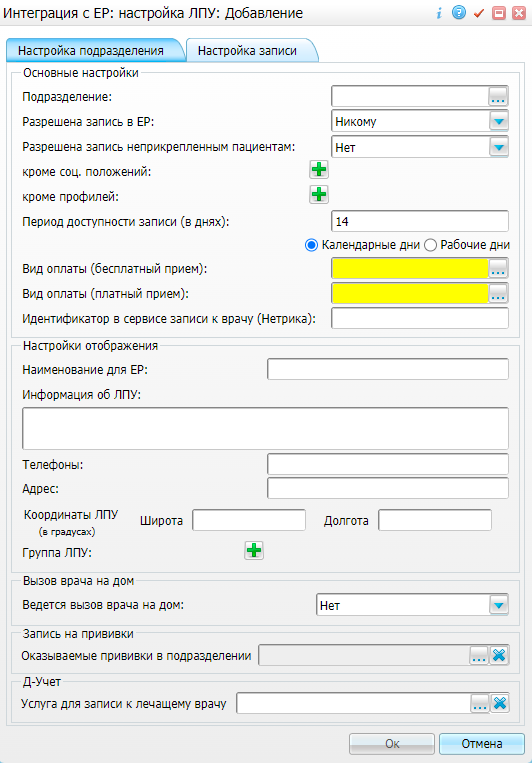 Интеграция с ЕР: настройка ЛПУ: Добавление
Настройка подразделения
Настройка записи
Основные настройки
Подразделение:
...
Разрешена запись в ЕР:
Никому
Разрешена запись неприкрепленным пациентам:
Нет
кроме соц. положений:
кроме профилей:
Период доступности записи (в днях):
14
Календарные дни
Рабочие дни
Вид оплаты (бесплатный прием):
...
Вид оплаты (платный прием):
...
Идентификатор в сервисе записи к врачу (Нетрика):
Настройки отображения
Наименование для ЕР:
Информация об ЛПУ:
Телефоны:
Адрес:
Координаты ЛПУ
(в градусах)
Широта
Долгота
Группа ЛПУ:
Вызов врача на дом
Ведется вызов врача на дом:
Нет
Запись на прививки
Оказываемые прививки в подразделении
...
Д-Учет
Услуга для записи к лечащему врачу
...
Ок
Отмена